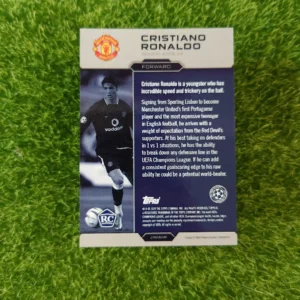 CRISTIANO
RONALDO
FORWARD
Cristiano Ronaldo is a youngster who has
incredible speed and trickery on the ball.
Signing from Sporting Lisbon to become
Manchester United's first Portuguese
player and the most expensive teenager
in English football, he arrives with a
weight of expectation from the Red Devil's
supporters. At his best taking on defenders
in 1 vs 1 situations, he has the ability
to break down any defensive line in the
UEFA Champions League. If he can add
a consistent goalscoring edge to his raw
ability he could be a potential world-beater.
vodafone
RC
Topps